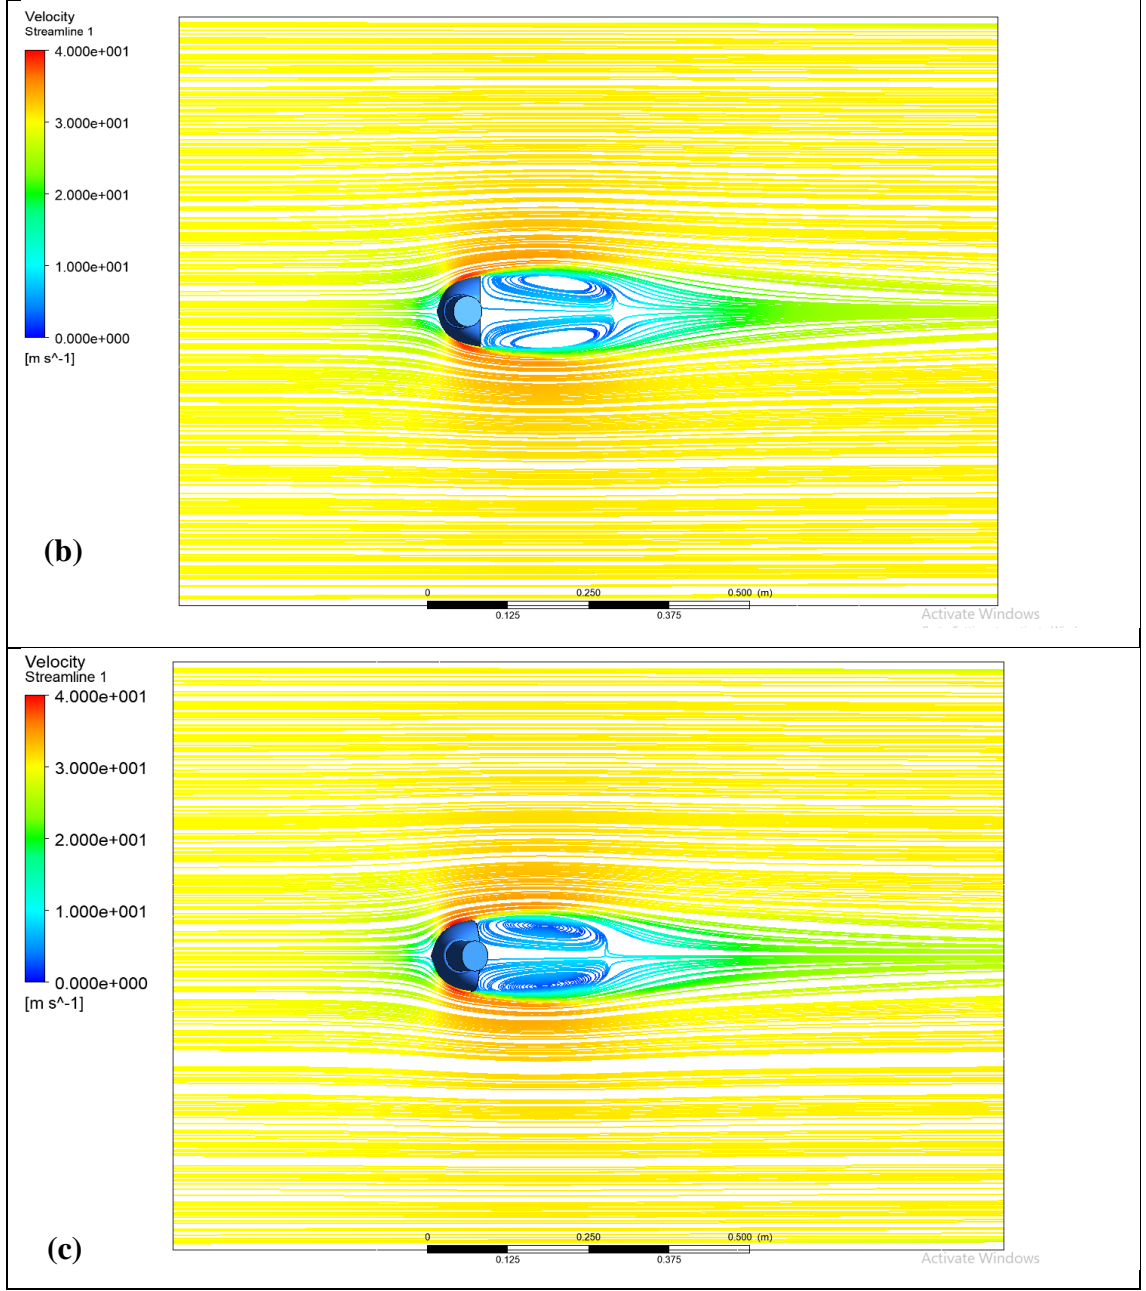 Velocity
Streamline 1
4.000e+001
3.000e+001
2.000e+001
1.000e+001
0.000e+000
[m s^-1]
(b)
0 0.250 0.500 (m)
0.125 0.375
Activate Windows
Velocity
Streamline 1
4.000e+001
3.000e+001
2.000e+001
1.000e+001
0.000e+000
[m s^-1]
(c)
0 0.250 0.500 (m)
0.125 0.375
Activate Windows